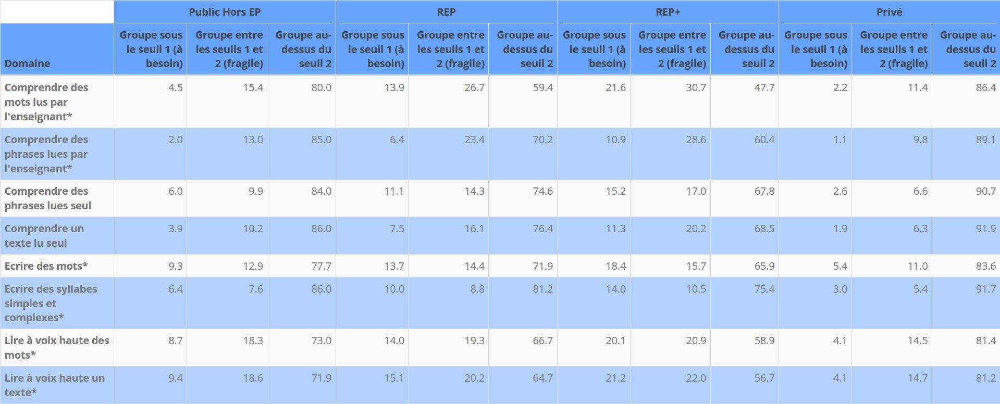 Public Hors EP REP REP+ Privé
Domaine Groupe sous le seuil 1 (à besoin) Groupe entre les seuils 1 et 2 (fragile) Groupe au-dessus du seuil 2 Groupe sous le seuil 1 (à besoin) Groupe entre les seuils 1 et 2 (fragile) Groupe au-dessus du seuil 2 Groupe sous le seuil 1 (à besoin) Groupe entre les seuils 1 et 2 (fragile) Groupe au-dessus du seuil 2 Groupe sous le seuil 1 (à besoin) Groupe entre les seuils 1 et 2 (fragile) Groupe au-dessus du seuil 2
Comprendre des mots lus par l'enseignant* 4.5 15.4 80.0 13.9 26.7 59.4 21.6 30.7 47.7 2.2 11.4 86.4
Comprendre des phrases lues par l'enseignant* 2.0 13.0 85.0 6.4 23.4 70.2 10.9 28.6 60.4 1.1 9.8 89.1
Comprendre des phrases lues seul 6.0 9.9 84.0 11.1 14.3 74.6 15.2 17.0 67.8 2.6 6.6 90.7
Comprendre un texte lu seul 3.9 10.2 86.0 7.5 16.1 76.4 11.3 20.2 68.5 1.9 6.3 91.9
Ecrire des mots* 9.3 12.9 77.7 13.7 14.4 71.9 18.4 15.7 65.9 5.4 11.0 83.6
Ecrire des syllabes simples et complexes* 6.4 7.6 86.0 10.0 8.8 81.2 14.0 10.5 75.4 3.0 5.4 91.7
Lire à voix haute des mots* 8.7 18.3 73.0 14.0 19.3 66.7 20.1 20.9 58.9 4.1 14.5 81.4
Lire à voix haute un texte* 9.4 18.6 71.9 15.1 20.2 64.7 21.2 22.0 56.7 4.1 14.7 81.2